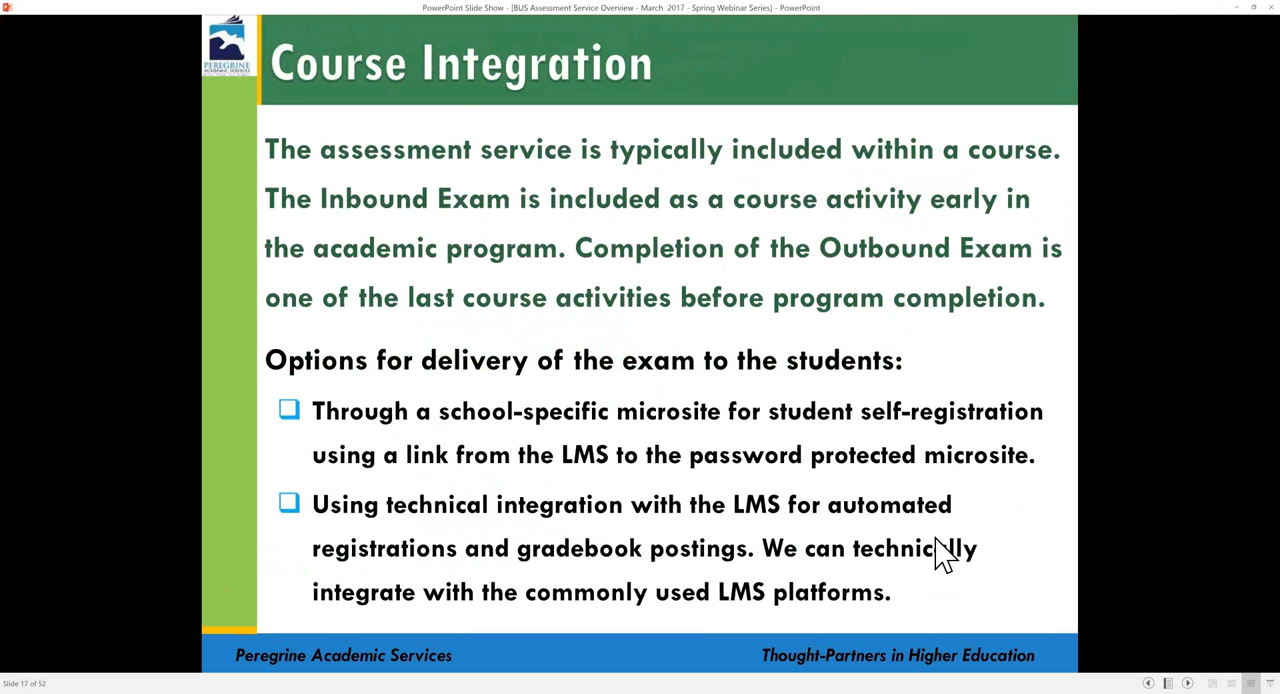 PowerPoint Slide Show - [BUS Assessment Service Overview - March 2017 - Spring Webinar Series] - PowerPoint
PEREGRINE
ACADEMIC SERVICES
Course Integration
The assessment service is typically included within a course.
The Inbound Exam is included as a course activity early in
the academic program. Completion of the Outbound Exam is
one of the last course activities before program completion.
Options for delivery of the exam to the students:
Through a school-specific microsite for student self-registration
using a link from the LMS to the password protected microsite.
Using technical integration with the LMS for automated
registrations and gradebook postings. We can technically
integrate with the commonly used LMS platforms.
Peregrine Academic Services
Thought-Partners in Higher Education
Slide 17 of 52